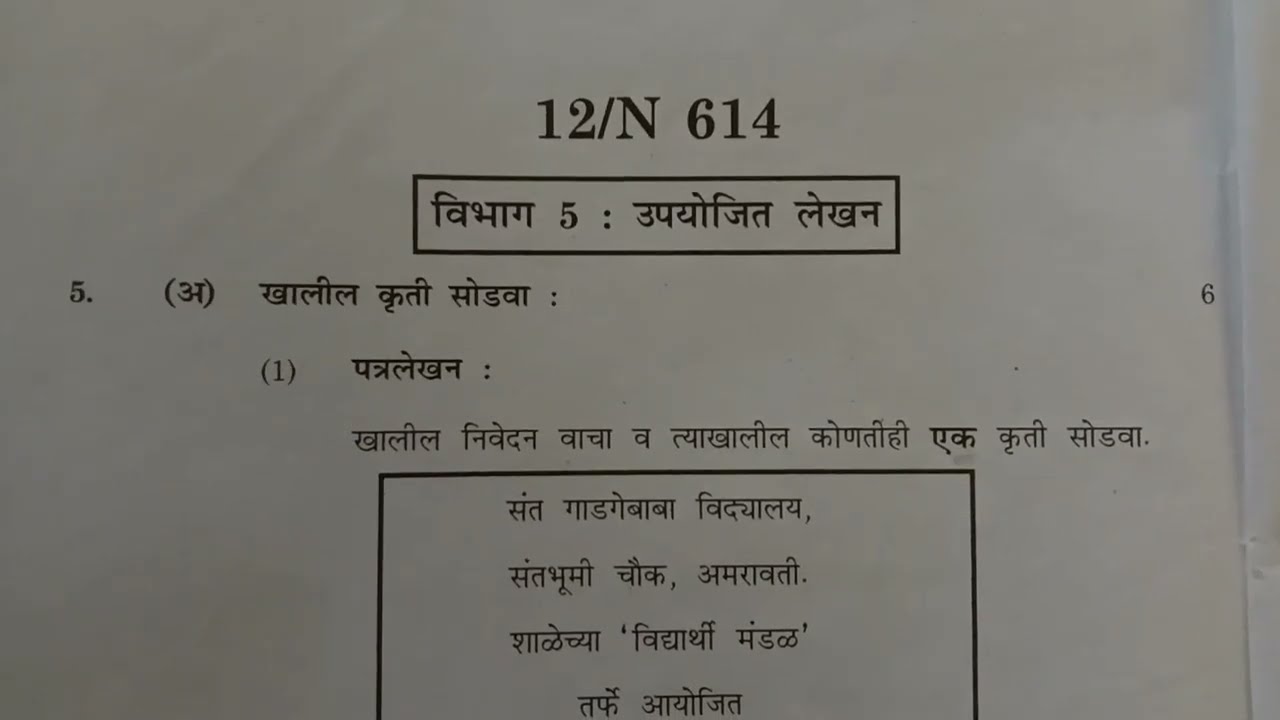 12/N 614
विभाग 5 : उपयोजित लेखन
5. (अ) खालील कृती सोडवा : 6
(1) पत्रलेखन :
खालील निवेदन वाचा व त्याखालील कोणतीही एक कृती सोडवा.
संत गाडगेबाबा विद्यालय,
संतभूमी चौक, अमरावती.
शाळेच्या ‘विद्यार्थी मंडळ’
तर्फे आयोजित